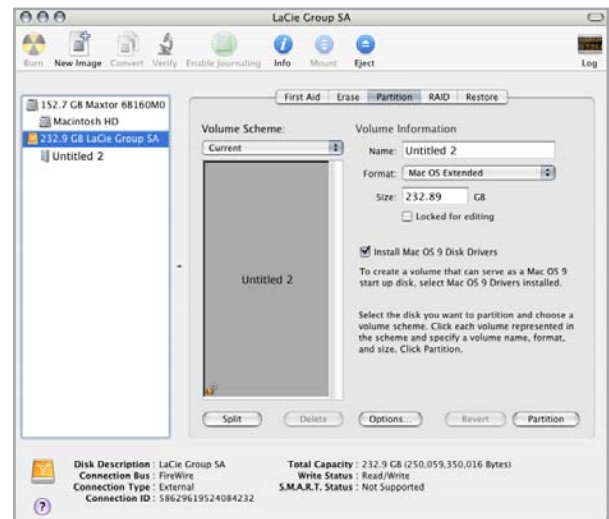 LaCie Group SA
Burn New Image Convert Verify Enable Journaling Info Mount Eject Log
152.7 GB Maxtor 6B160M0
Macintosh HD
232.9 GB LaCie Group SA
Untitled 2
First Aid Erase Partition RAID Restore
Volume Scheme:
Current
Untitled 2
Volume Information
Name: Untitled 2
Format: Mac OS Extended
Size: 232.89 GB
Locked for editing
Install Mac OS 9 Disk Drivers
To create a volume that can serve as a Mac OS 9
start up disk, select Mac OS 9 Drivers installed.
Select the disk you want to partition and choose a
volume scheme. Click each volume represented in
the scheme and specify a volume name, format,
and size. Click Partition.
Split Delete Options... Revert Partition
Disk Description : LaCie Group SA
Connection Bus : FireWire
Connection Type : External
Connection ID : 58629619524084232
Total Capacity : 232.9 GB (250,059,350,016 Bytes)
Write Status : Read/Write
S.M.A.R.T. Status : Not Supported
?